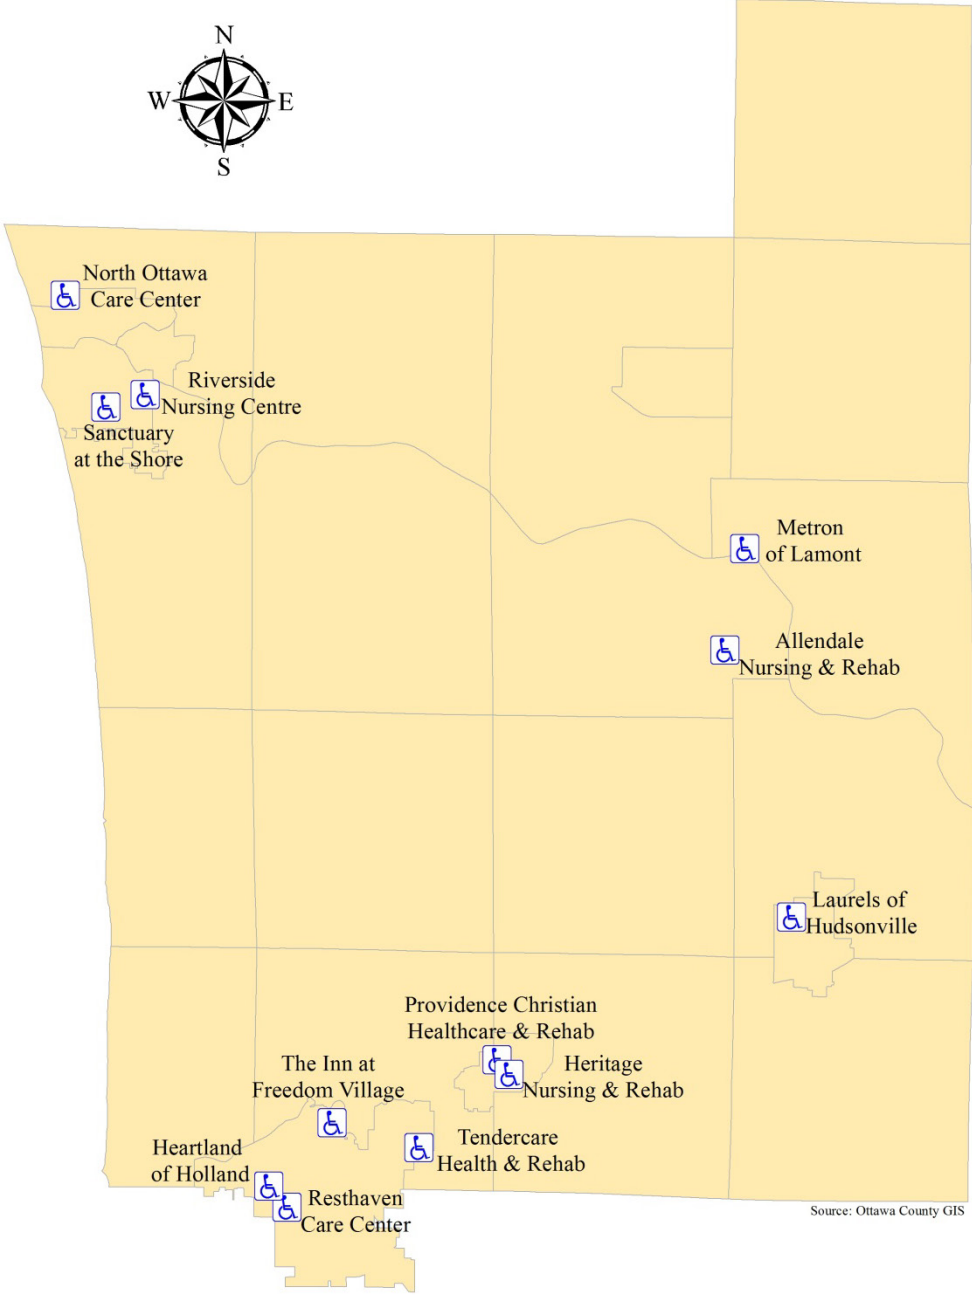 N
W
E
S
North Ottawa
Care Center
Riverside
Nursing Centre
Sanctuary
at the Shore
Metron
of Lamont
Allendale
Nursing & Rehab
Laurels of
Hudsonville
Providence Christian
Healthcare & Rehab
The Inn at
Freedom Village
Heritage
Nursing & Rehab
Heartland
of Holland
Tendercare
Health & Rehab
Resthaven
Care Center
Source: Ottawa County GIS